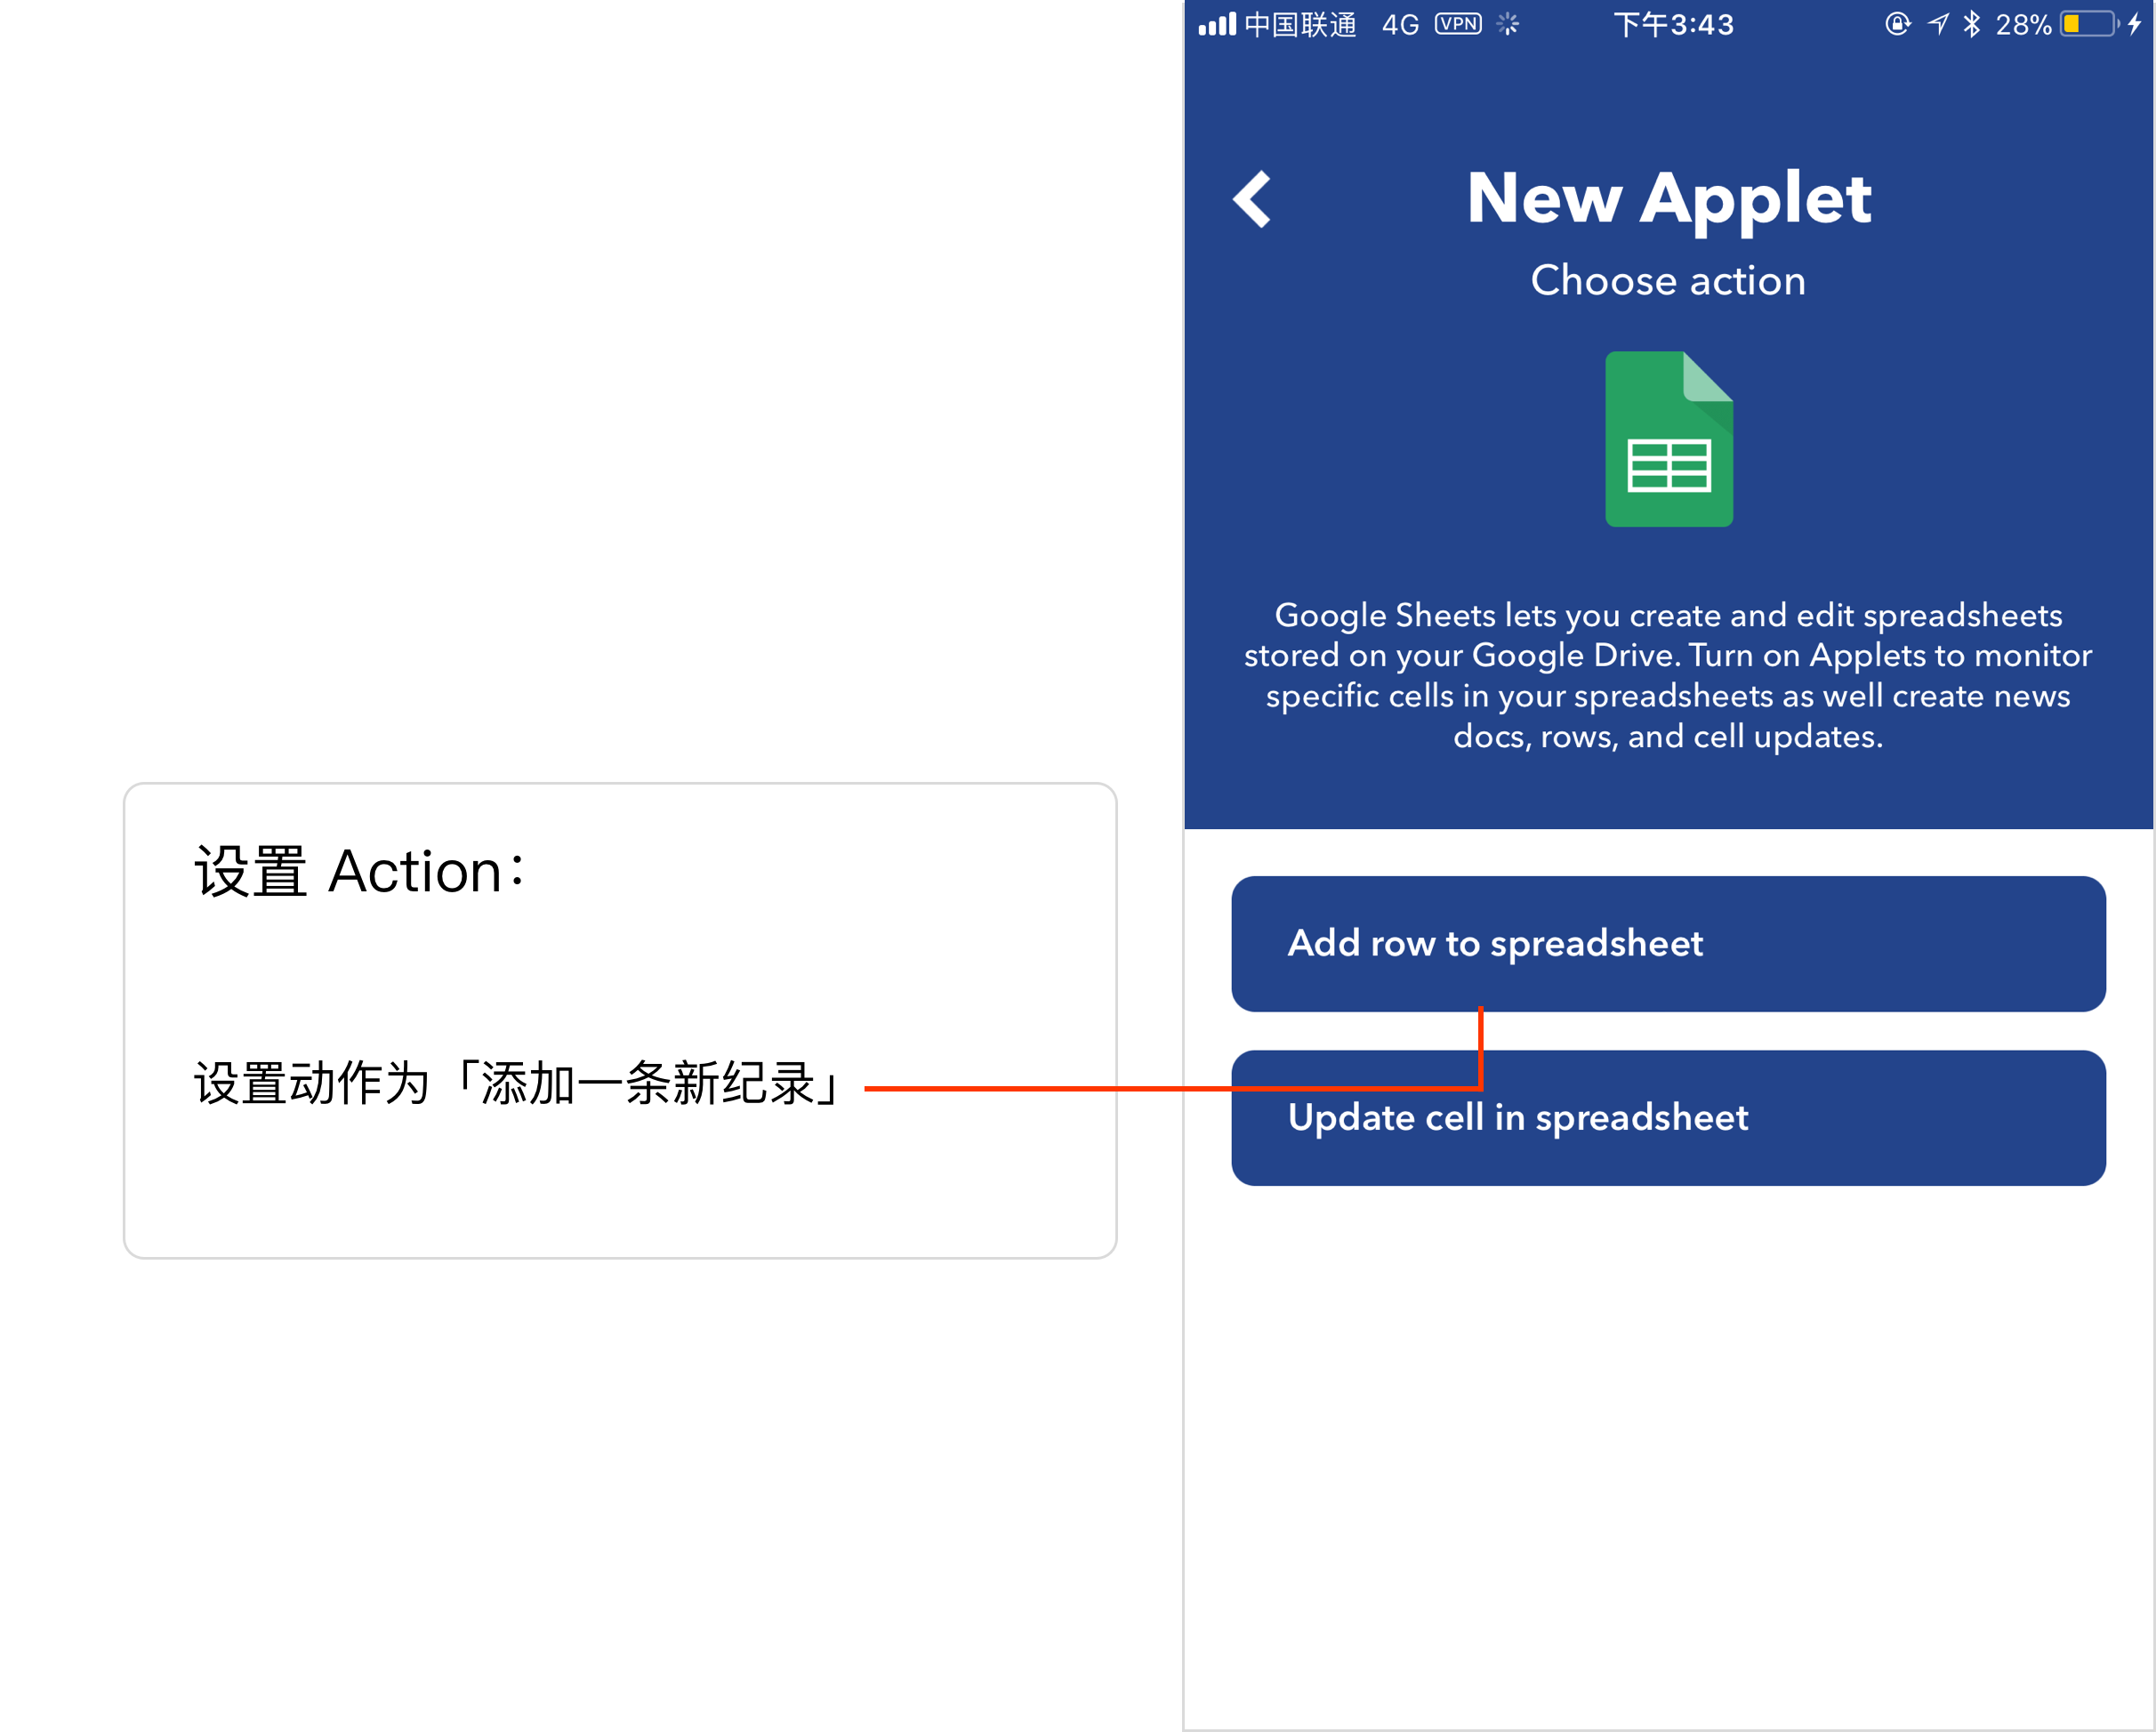 中国联通 4G VPN 下午3:43 28%
New Applet
Choose action
Google Sheets lets you create and edit spreadsheets
stored on your Google Drive. Turn on Applets to monitor
specific cells in your spreadsheets as well create news
docs, rows, and cell updates.
设置 Action：
设置动作为「添加一条新纪录」
Add row to spreadsheet
Update cell in spreadsheet